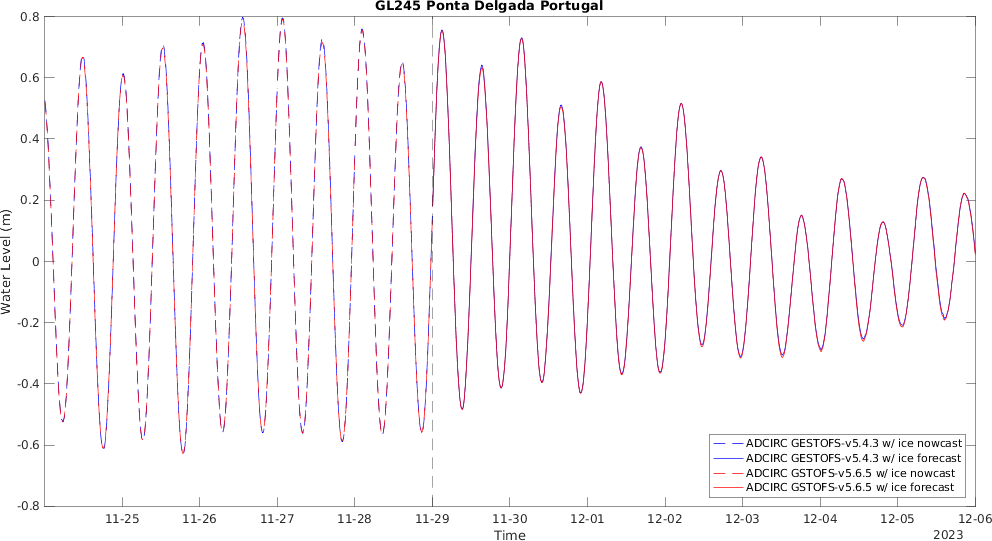 GL245 Ponta Delgada Portugal
0.8
0.6
0.4
0.2
0
-0.2
-0.4
-0.6
-0.8
Water Level (m)
11-25 11-26 11-27 11-28 11-29 11-30 12-01 12-02 12-03 12-04 12-05 12-06
Time
2023
ADCIRC GESTOFS-v5.4.3 w/ ice nowcast
ADCIRC GESTOFS-v5.4.3 w/ ice forecast
ADCIRC GSTOFS-v5.6.5 w/ ice nowcast
ADCIRC GSTOFS-v5.6.5 w/ ice forecast